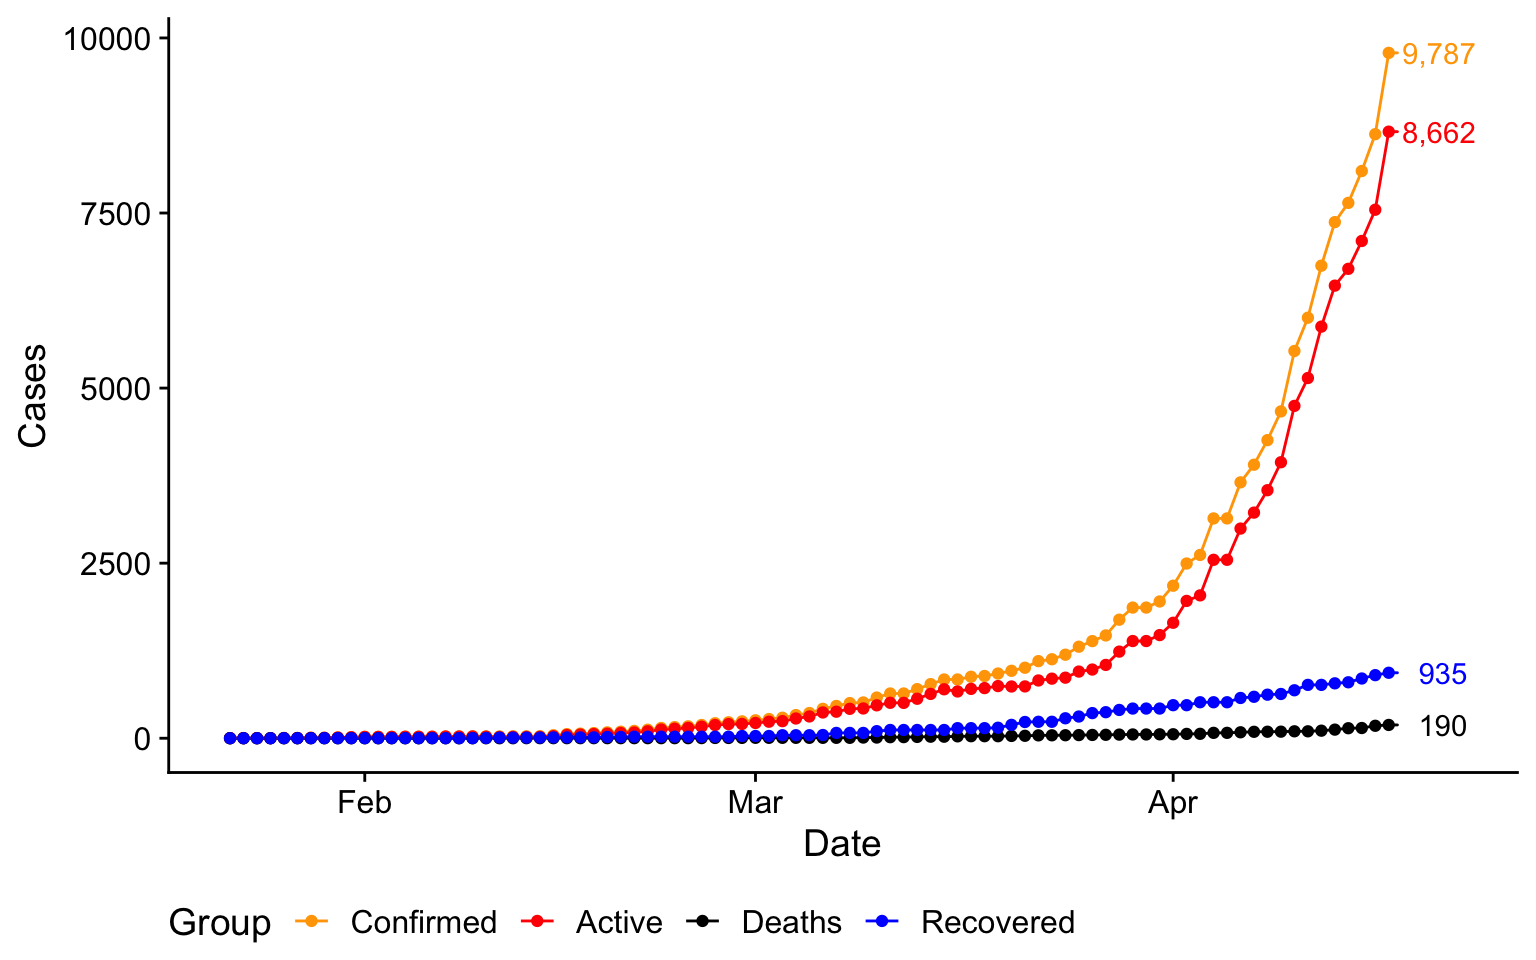 10000
7500
5000
2500
0
Cases
9,787
8,662
935
190
Feb Mar Apr
Date
Group Confirmed Active Deaths Recovered